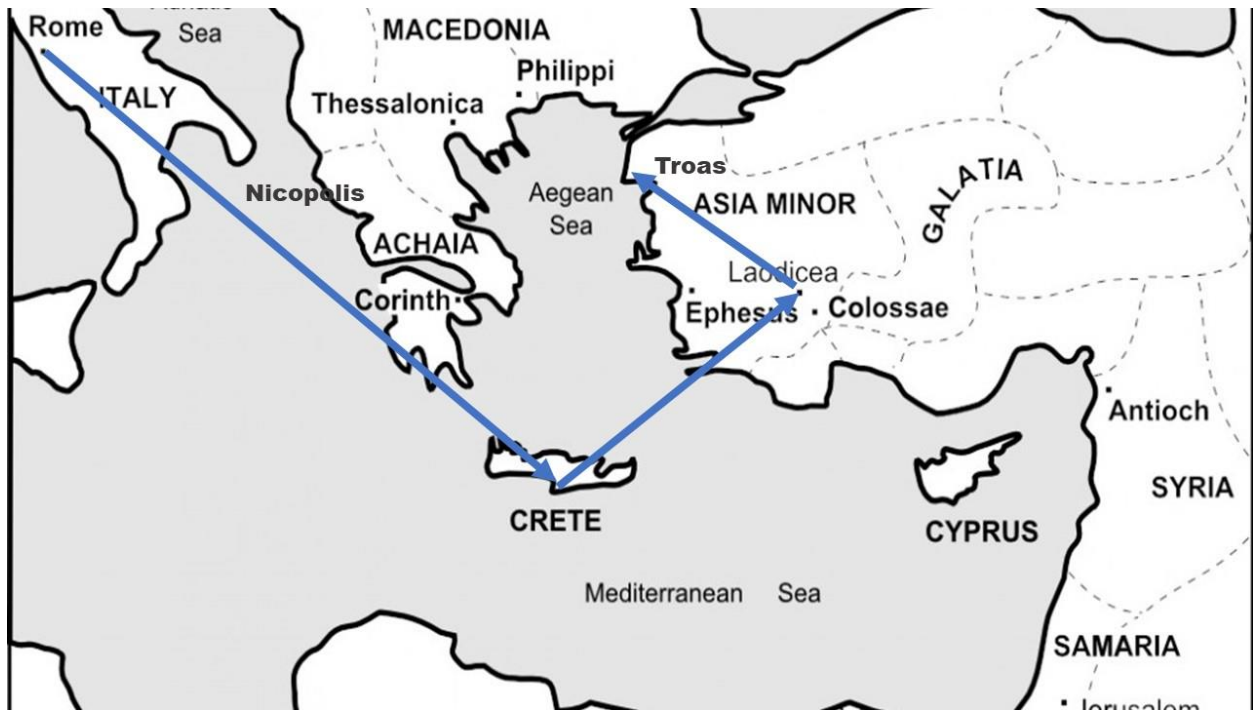 Rome
Sea
MACEDONIA
Philippi
ITALY
Thessalonica
Troas
Nicopolis
Aegean
Sea
ASIA MINOR
GALATIA
ACHAIA
Laodicea
Corinth
Ephesus
Colossae
Antioch
SYRIA
CRETE
CYPRUS
Mediterranean Sea
SAMARIA
Jerusalem